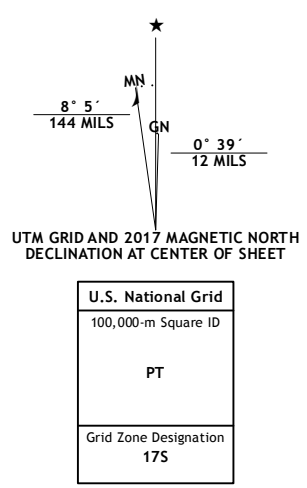 ★
MN
8° 5´
144 MILS
GN
0° 39´
12 MILS
UTM GRID AND 2017 MAGNETIC NORTH
DECLINATION AT CENTER OF SHEET
U.S. National Grid
100,000-m Square ID
PT
Grid Zone Designation
17S